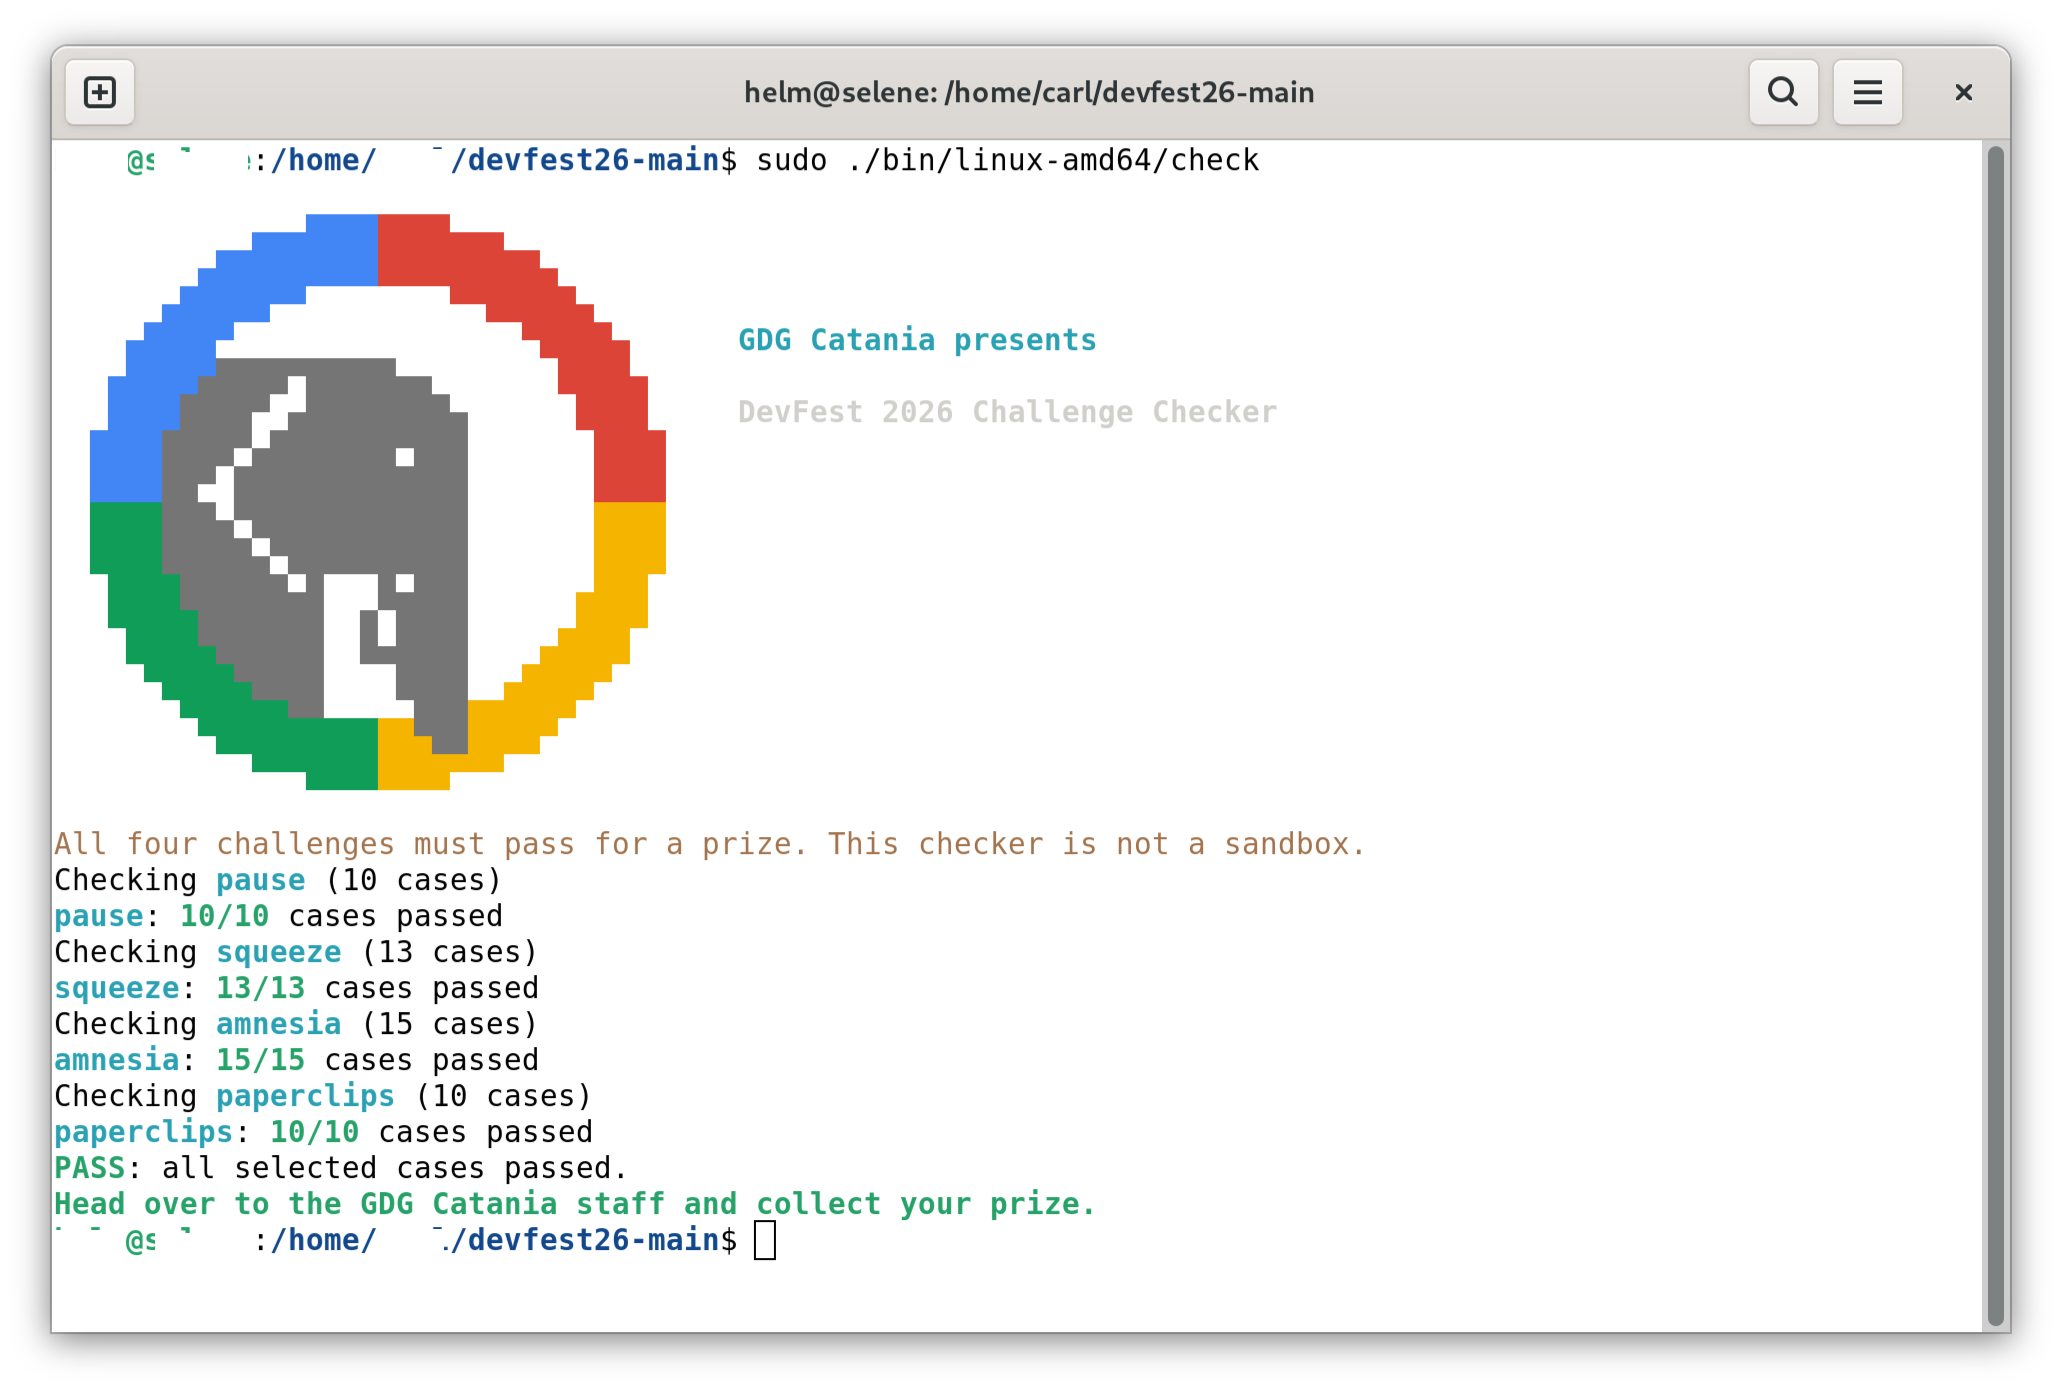 helm@selene: /home/carl/devfest26-main
:/home/ /devfest26-main$ sudo ./bin/linux-amd64/check
GDG Catania presents
DevFest 2026 Challenge Checker
All four challenges must pass for a prize. This checker is not a sandbox.
Checking pause (10 cases)
pause: 10/10 cases passed
Checking squeeze (13 cases)
squeeze: 13/13 cases passed
Checking amnesia (15 cases)
amnesia: 15/15 cases passed
Checking paperclips (10 cases)
paperclips: 10/10 cases passed
PASS: all selected cases passed.
Head over to the GDG Catania staff and collect your prize.
:/home/ /devfest26-main$